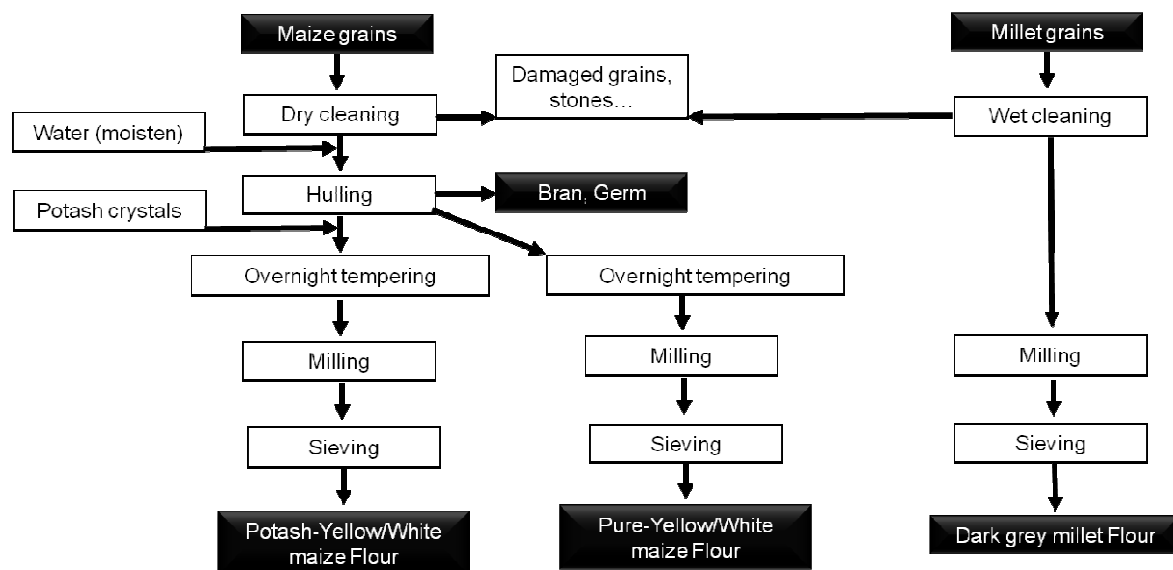 Maize grains
Millet grains
Damaged grains,
stones…
Dry cleaning
Wet cleaning
Water (moisten)
Hulling
Bran, Germ
Potash crystals
Overnight tempering
Overnight tempering
Milling
Milling
Milling
Sieving
Sieving
Sieving
Potash-Yellow/White
maize Flour
Pure-Yellow/White
maize Flour
Dark grey millet Flour